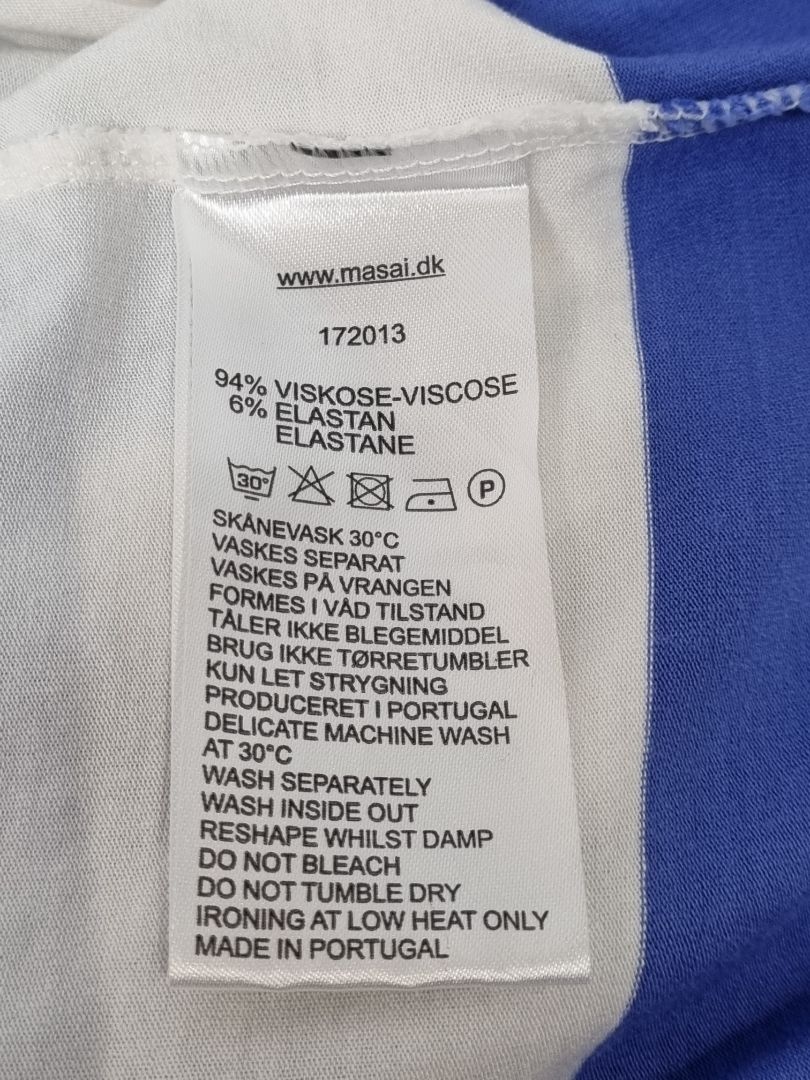 www.masai.dk
172013
94% VISKOSE-VISCOSE
6% ELASTAN
ELASTANE
30°
P
SKÅNEVASK 30°C
VASKES SEPARAT
VASKES PÅ VRANGEN
FORMES I VÅD TILSTAND
TÅLER IKKE BLEGEMIDDEL
BRUG IKKE TØRRETUMBLER
KUN LET STRYGNING
PRODUCERET I PORTUGAL
DELICATE MACHINE WASH
AT 30°C
WASH SEPARATELY
WASH INSIDE OUT
RESHAPE WHILST DAMP
DO NOT BLEACH
DO NOT TUMBLE DRY
IRONING AT LOW HEAT ONLY
MADE IN PORTUGAL